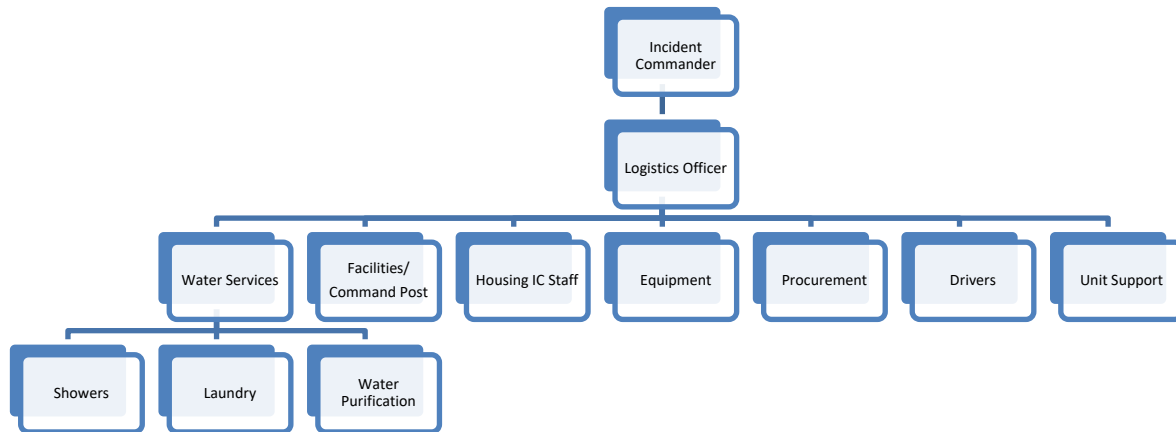 Incident
Commander
Logistics Officer
Water Services
Facilities/
Command Post
Housing IC Staff
Equipment
Procurement
Drivers
Unit Support
Showers
Laundry
Water
Purification